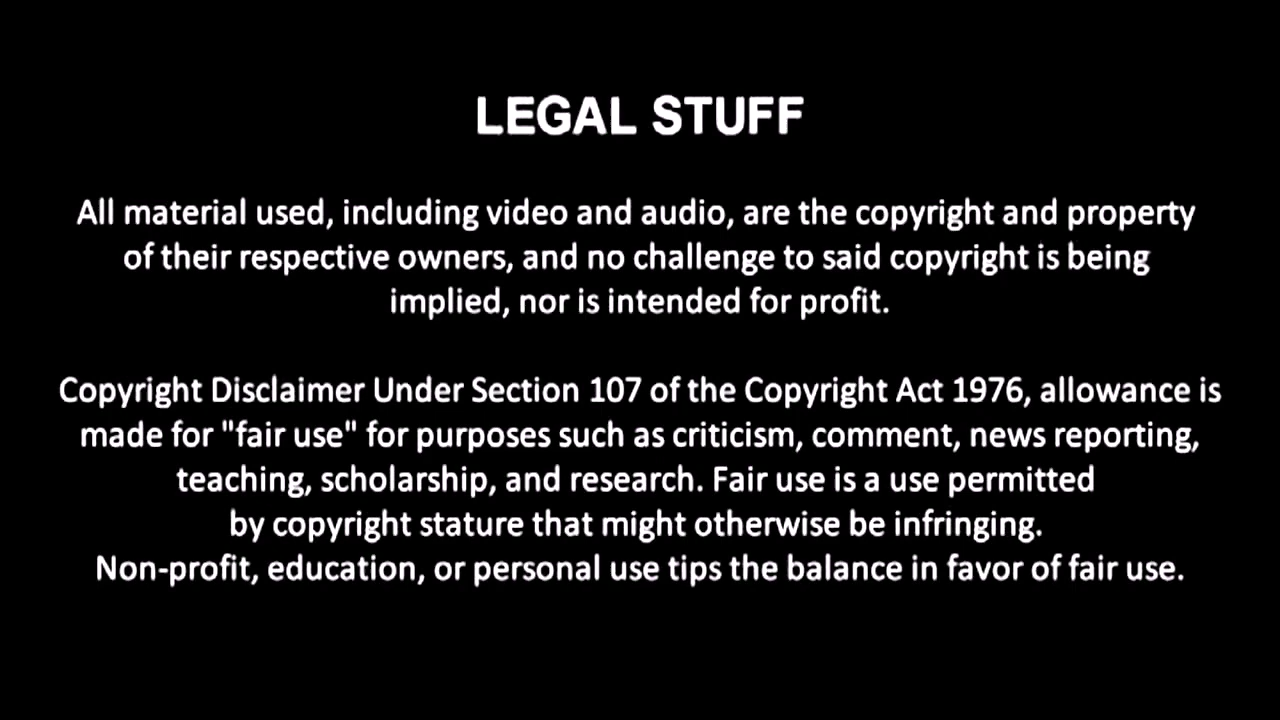 LEGAL STUFF
All material used, including video and audio, are the copyright and property
of their respective owners, and no challenge to said copyright is being
implied, nor is intended for profit.
Copyright Disclaimer Under Section 107 of the Copyright Act 1976, allowance is
made for "fair use" for purposes such as criticism, comment, news reporting,
teaching, scholarship, and research. Fair use is a use permitted
by copyright stature that might otherwise be infringing.
Non-profit, education, or personal use tips the balance in favor of fair use.